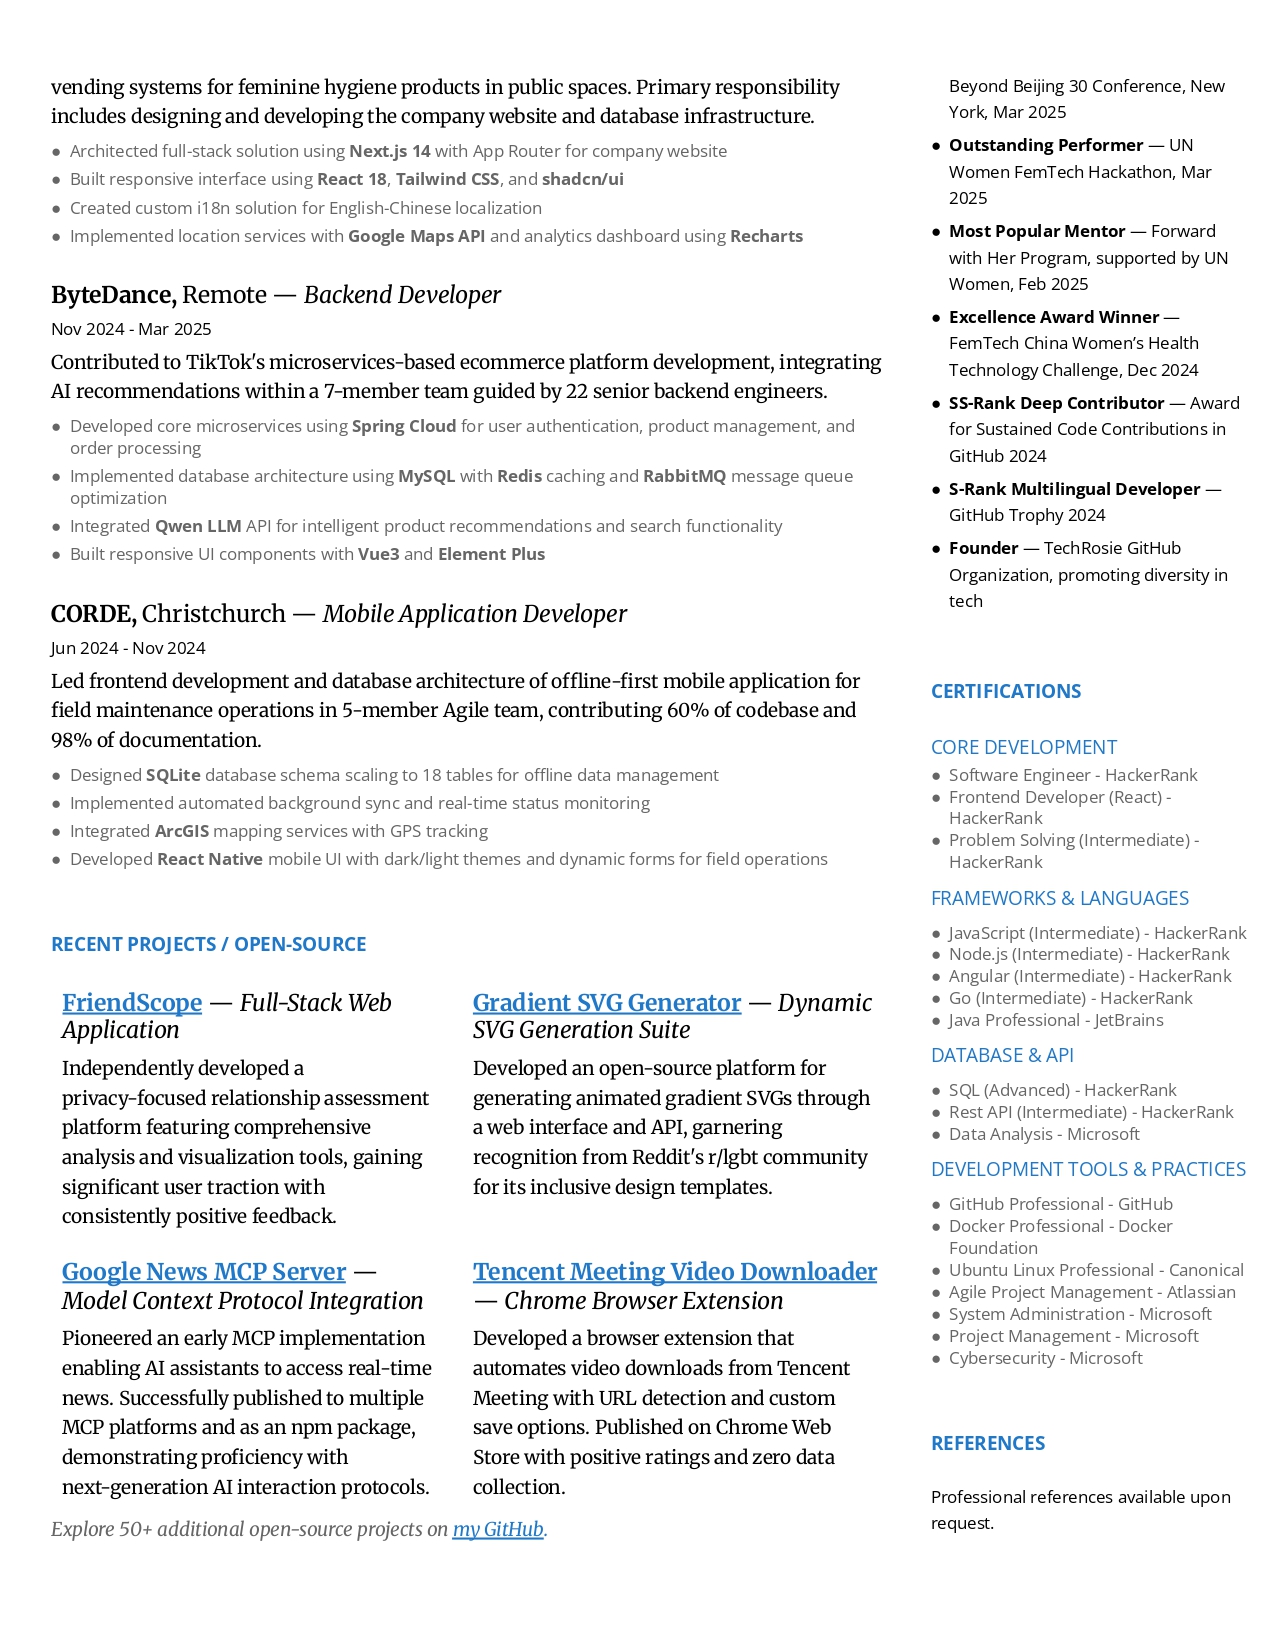 vending systems for feminine hygiene products in public spaces. Primary responsibility
includes designing and developing the company website and database infrastructure.
● Architected full-stack solution using Next.js 14 with App Router for company website
● Built responsive interface using React 18, Tailwind CSS, and shadcn/ui
● Created custom i18n solution for English-Chinese localization
● Implemented location services with Google Maps API and analytics dashboard using Recharts
ByteDance, Remote — Backend Developer
Nov 2024 - Mar 2025
Contributed to TikTok's microservices-based ecommerce platform development, integrating
AI recommendations within a 7-member team guided by 22 senior backend engineers.
● Developed core microservices using Spring Cloud for user authentication, product management, and
order processing
● Implemented database architecture using MySQL with Redis caching and RabbitMQ message queue
optimization
● Integrated Qwen LLM API for intelligent product recommendations and search functionality
● Built responsive UI components with Vue3 and Element Plus
CORDE, Christchurch — Mobile Application Developer
Jun 2024 - Nov 2024
Led frontend development and database architecture of offline-first mobile application for
field maintenance operations in 5-member Agile team, contributing 60% of codebase and
98% of documentation.
● Designed SQLite database schema scaling to 18 tables for offline data management
● Implemented automated background sync and real-time status monitoring
● Integrated ArcGIS mapping services with GPS tracking
● Developed React Native mobile UI with dark/light themes and dynamic forms for field operations
RECENT PROJECTS / OPEN-SOURCE
FriendScope — Full-Stack Web
Application
Independently developed a
privacy-focused relationship assessment
platform featuring comprehensive
analysis and visualization tools, gaining
significant user traction with
consistently positive feedback.
Gradient SVG Generator — Dynamic
SVG Generation Suite
Developed an open-source platform for
generating animated gradient SVGs through
a web interface and API, garnering
recognition from Reddit's r/lgbt community
for its inclusive design templates.
Google News MCP Server —
Model Context Protocol Integration
Pioneered an early MCP implementation
enabling AI assistants to access real-time
news. Successfully published to multiple
MCP platforms and as an npm package,
demonstrating proficiency with
next-generation AI interaction protocols.
Tencent Meeting Video Downloader
— Chrome Browser Extension
Developed a browser extension that
automates video downloads from Tencent
Meeting with URL detection and custom
save options. Published on Chrome Web
Store with positive ratings and zero data
collection.
Explore 50+ additional open-source projects on my GitHub.
Beyond Beijing 30 Conference, New
York, Mar 2025
● Outstanding Performer — UN
Women FemTech Hackathon, Mar
2025
● Most Popular Mentor — Forward
with Her Program, supported by UN
Women, Feb 2025
● Excellence Award Winner —
FemTech China Women’s Health
Technology Challenge, Dec 2024
● SS-Rank Deep Contributor — Award
for Sustained Code Contributions in
GitHub 2024
● S-Rank Multilingual Developer —
GitHub Trophy 2024
● Founder — TechRosie GitHub
Organization, promoting diversity in
tech
CERTIFICATIONS
CORE DEVELOPMENT
● Software Engineer - HackerRank
● Frontend Developer (React) -
HackerRank
● Problem Solving (Intermediate) -
HackerRank
FRAMEWORKS & LANGUAGES
● JavaScript (Intermediate) - HackerRank
● Node.js (Intermediate) - HackerRank
● Angular (Intermediate) - HackerRank
● Go (Intermediate) - HackerRank
● Java Professional - JetBrains
DATABASE & API
● SQL (Advanced) - HackerRank
● Rest API (Intermediate) - HackerRank
● Data Analysis - Microsoft
DEVELOPMENT TOOLS & PRACTICES
● GitHub Professional - GitHub
● Docker Professional - Docker
Foundation
● Ubuntu Linux Professional - Canonical
● Agile Project Management - Atlassian
● System Administration - Microsoft
● Project Management - Microsoft
● Cybersecurity - Microsoft
REFERENCES
Professional references available upon
request.